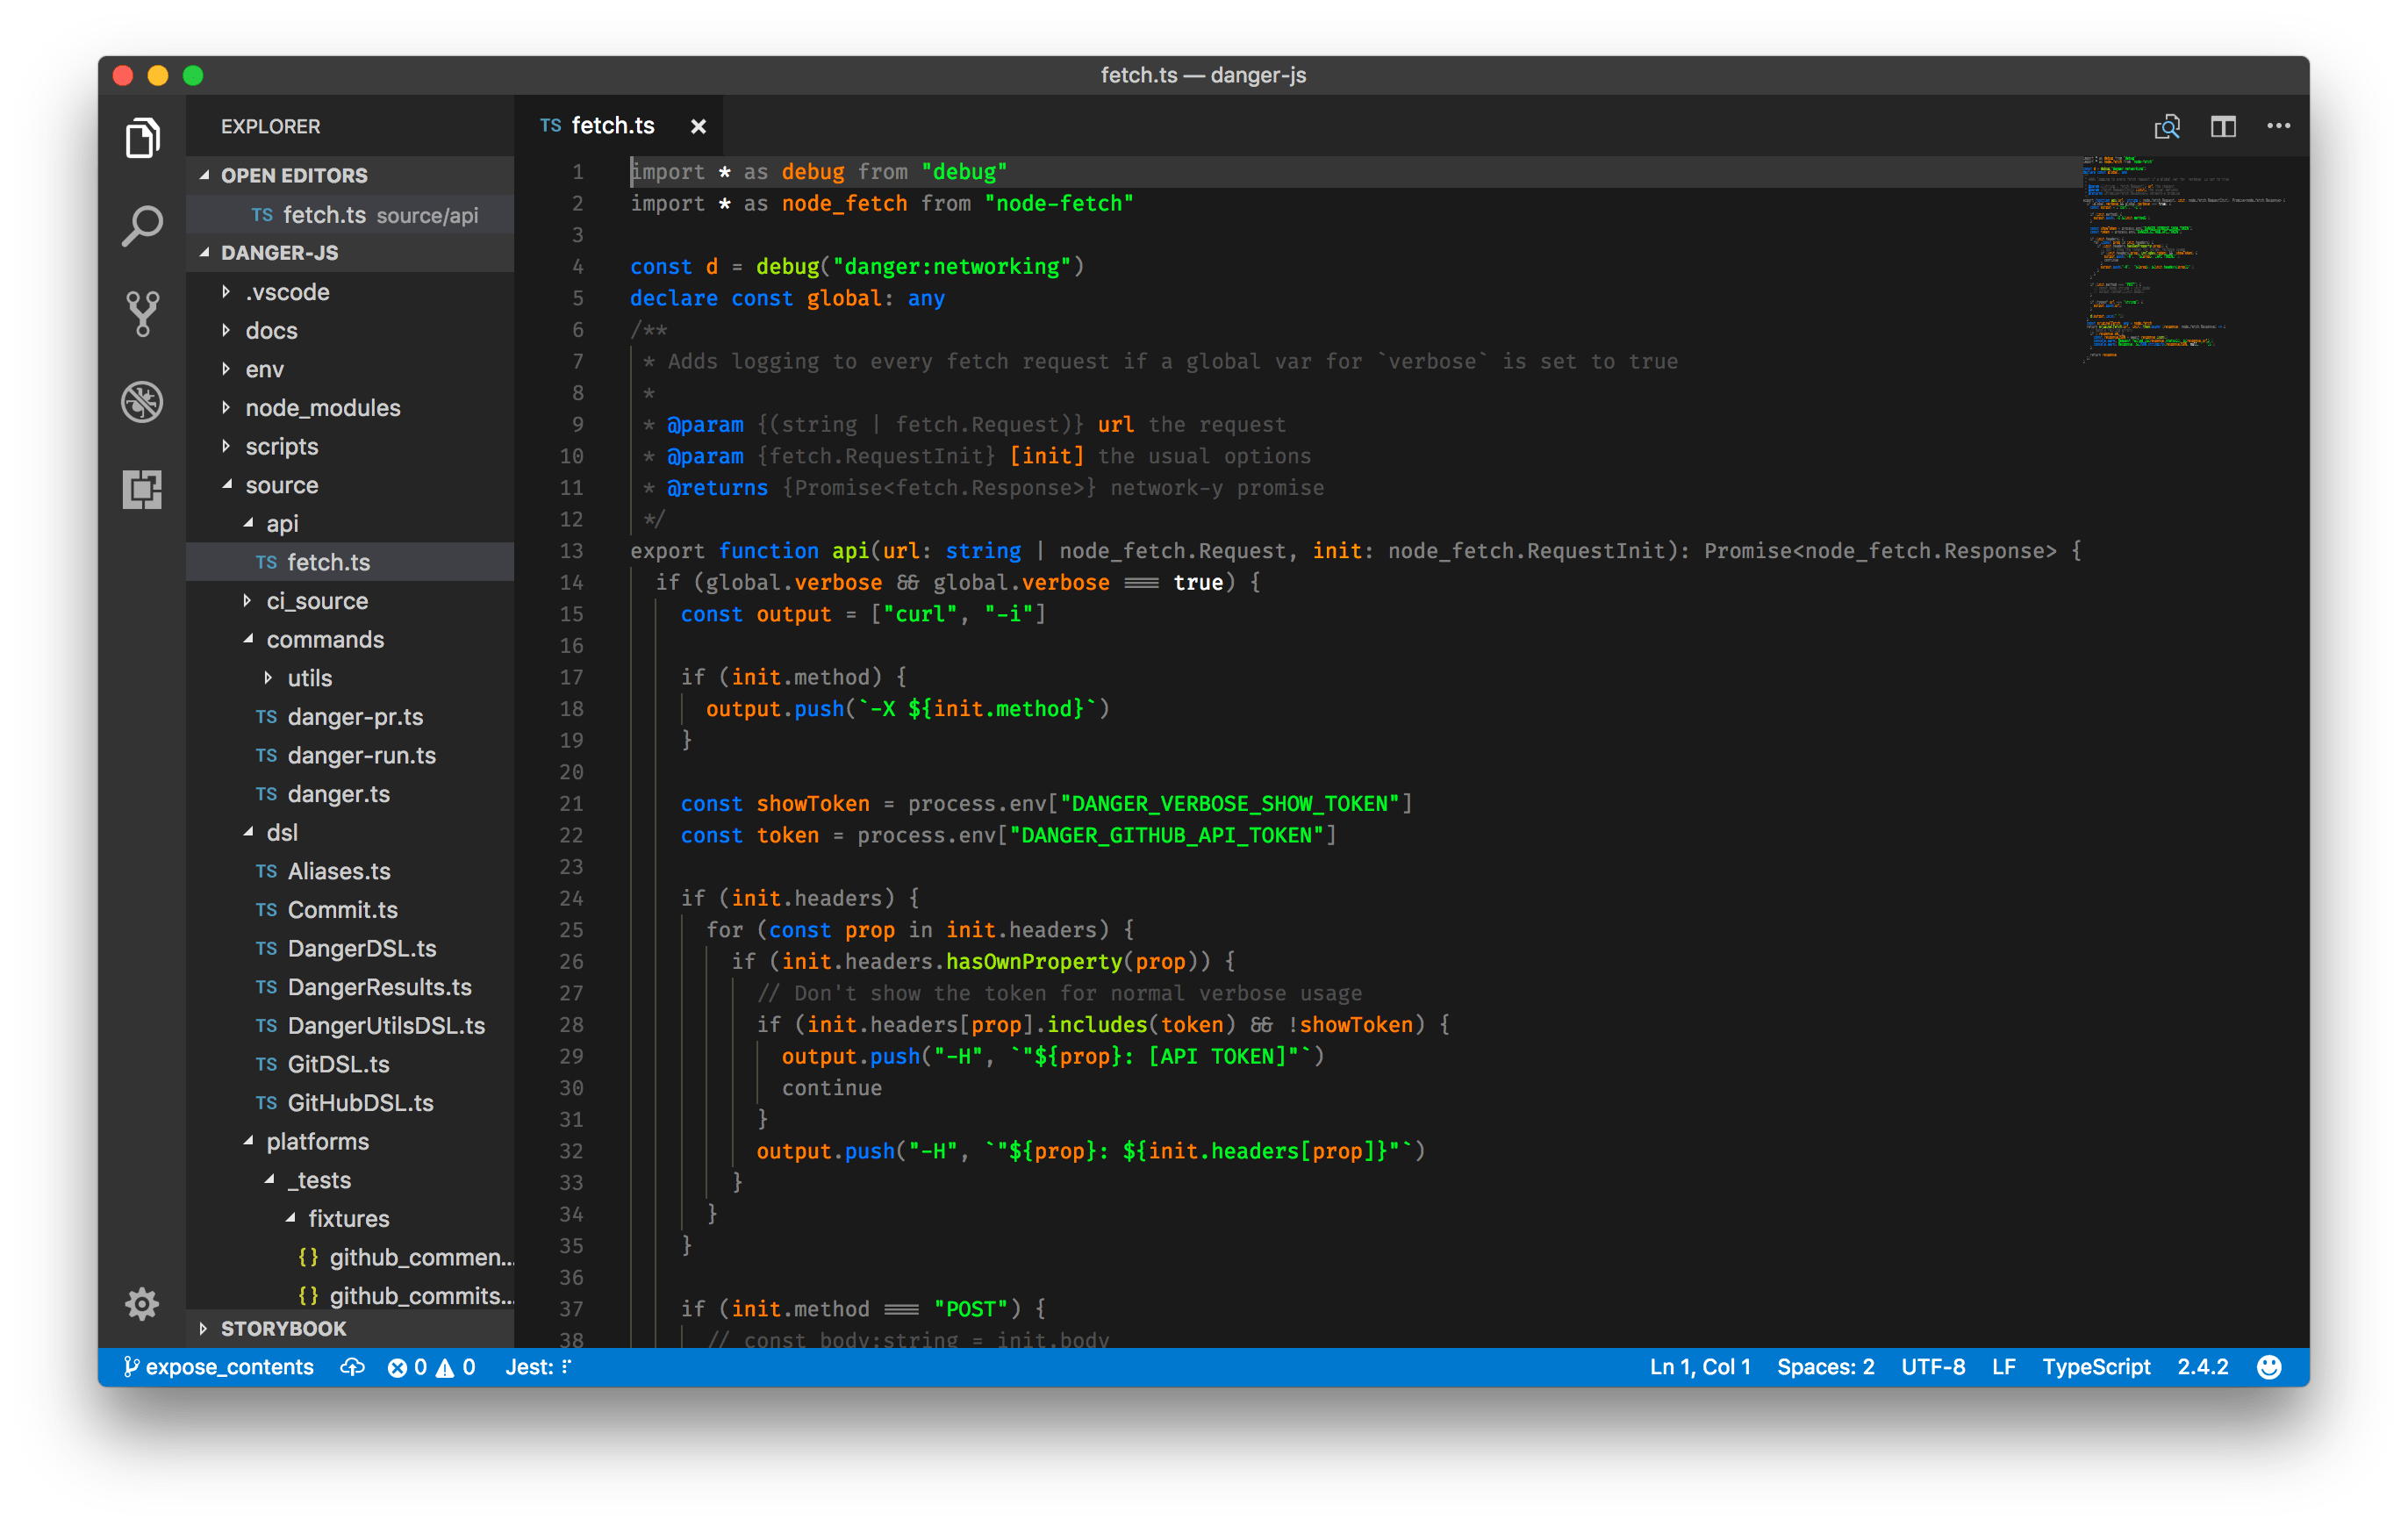 fetch.ts — danger-js
EXPLORER
OPEN EDITORS
TS fetch.ts source/api
DANGER-JS
.vscode
docs
env
node_modules
scripts
source
api
TS fetch.ts
ci_source
commands
utils
TS danger-pr.ts
TS danger-run.ts
TS danger.ts
dsl
TS Aliases.ts
TS Commit.ts
TS DangerDSL.ts
TS DangerResults.ts
TS DangerUtilsDSL.ts
TS GitDSL.ts
TS GitHubDSL.ts
platforms
_tests
fixtures
{} github_commen...
{} github_commits...
STORYBOOK
TS fetch.ts ×
1 import * as debug from "debug"
2 import * as node_fetch from "node-fetch"
3
4 const d = debug("danger:networking")
5 declare const global: any
6 /**
7 * Adds logging to every fetch request if a global var for `verbose` is set to true
8 *
9 * @param {(string | fetch.Request)} url the request
10 * @param {fetch.RequestInit} [init] the usual options
11 * @returns {Promise<fetch.Response>} network-y promise
12 */
13 export function api(url: string | node_fetch.Request, init: node_fetch.RequestInit): Promise<node_fetch.Response> {
14 if (global.verbose && global.verbose === true) {
15 const output = ["curl", "-i"]
16
17 if (init.method) {
18 output.push(`-X ${init.method}`)
19 }
20
21 const showToken = process.env["DANGER_VERBOSE_SHOW_TOKEN"]
22 const token = process.env["DANGER_GITHUB_API_TOKEN"]
23
24 if (init.headers) {
25 for (const prop in init.headers) {
26 if (init.headers.hasOwnProperty(prop)) {
27 // Don't show the token for normal verbose usage
28 if (init.headers[prop].includes(token) && !showToken) {
29 output.push("-H", `"${prop}: [API TOKEN]"`)
30 continue
31 }
32 output.push("-H", `"${prop}: ${init.headers[prop]}"`)
33 }
34 }
35 }
36
37 if (init.method === "POST") {
38 // const body:string = init.body
expose_contents 0 0 Jest:
Ln 1, Col 1 Spaces: 2 UTF-8 LF TypeScript 2.4.2